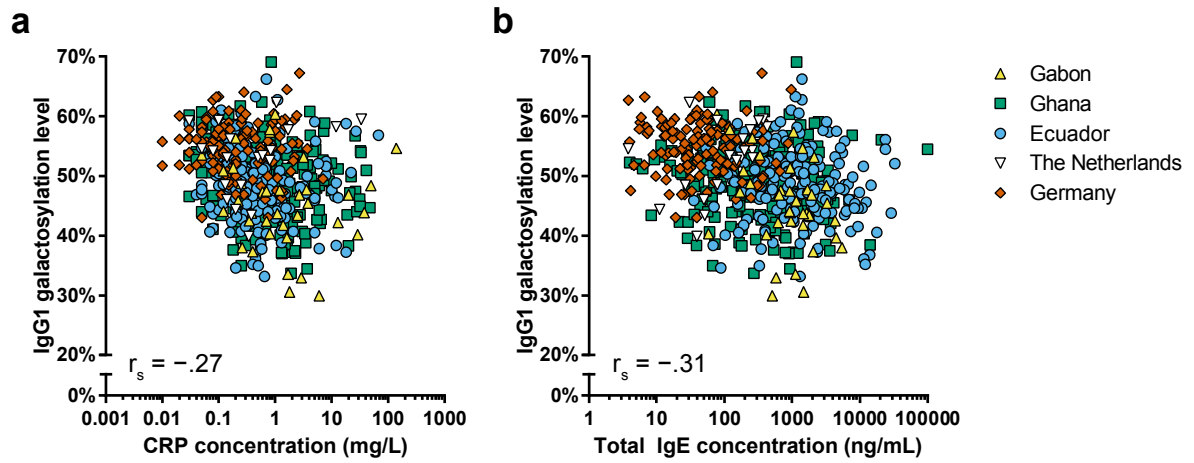 a
IgG1 galactosylation level
70%
60%
50%
40%
30%
20%
0%
r_s = −.27
0.001 0.01 0.1 1 10 100 1000
CRP concentration (mg/L)
b
IgG1 galactosylation level
70%
60%
50%
40%
30%
20%
0%
r_s = −.31
1 10 100 1000 10000 100000
Total IgE concentration (ng/mL)
Gabon
Ghana
Ecuador
The Netherlands
Germany